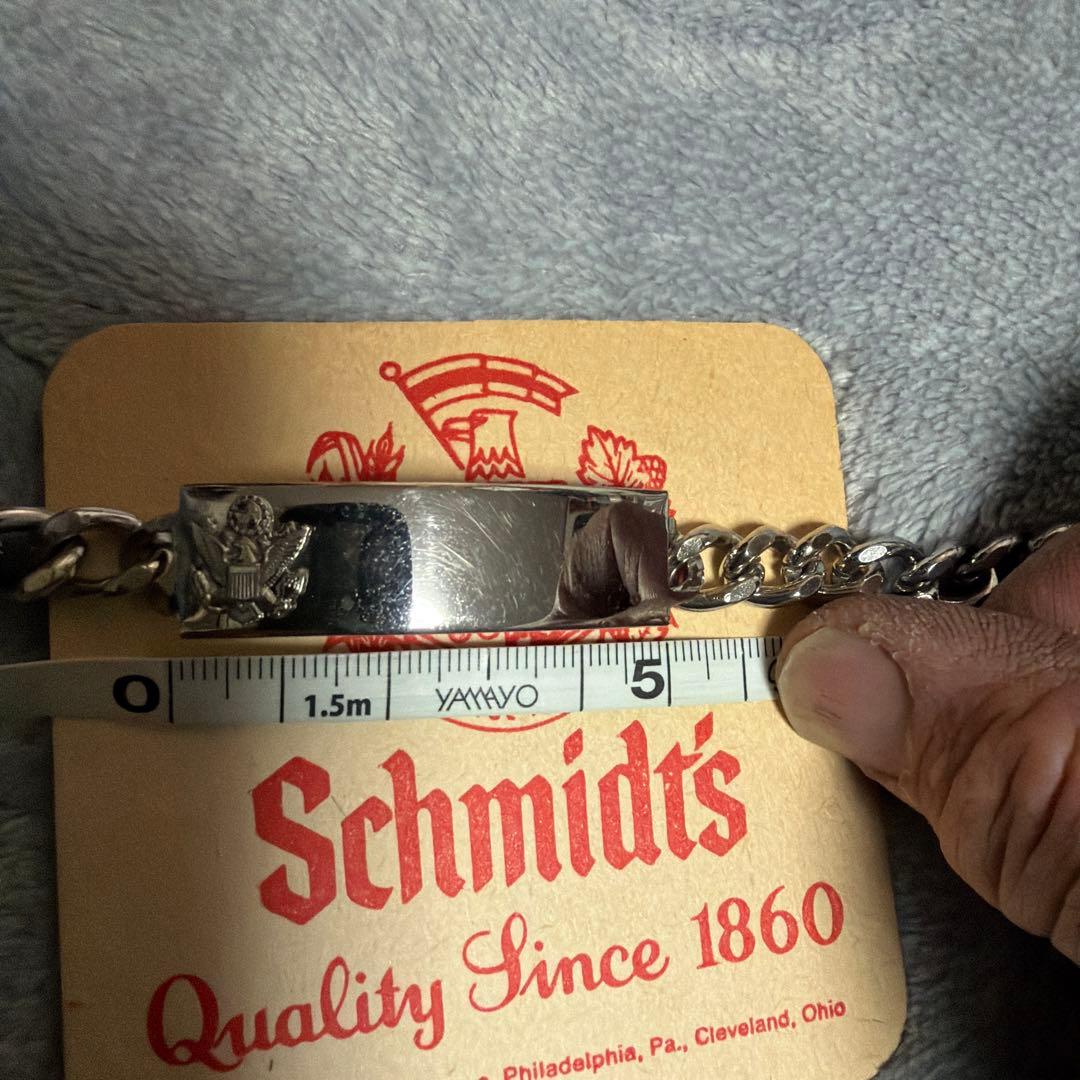 0 1.5m YAMAYO 5
Schmidt's
Quality Since 1860
Philadelphia, Pa., Cleveland, Ohio